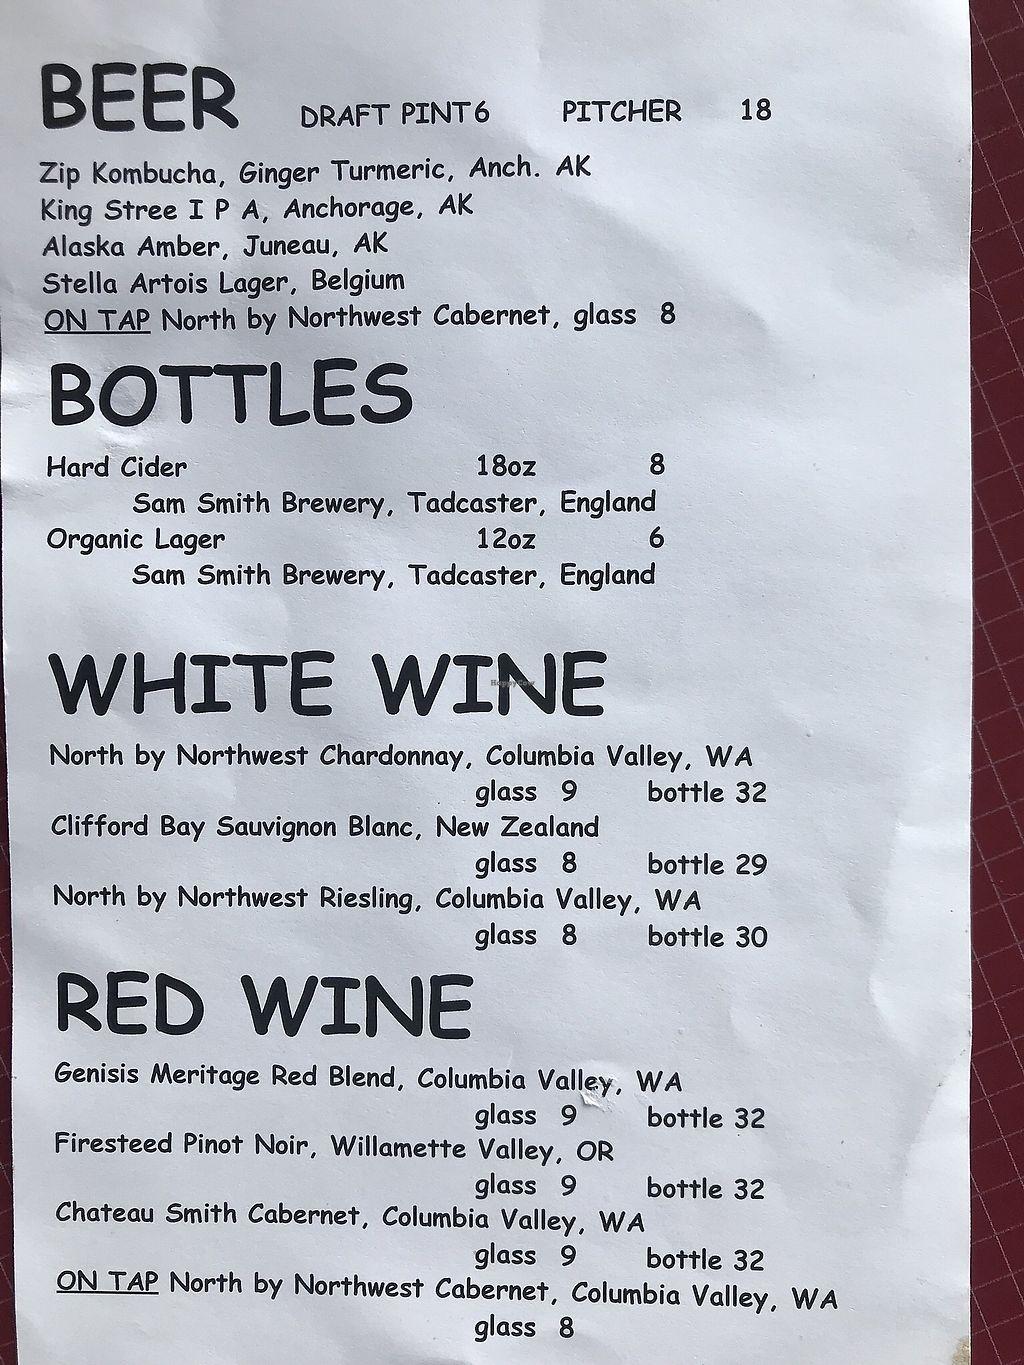 BEER DRAFT PINT6 PITCHER 18
Zip Kombucha, Ginger Turmeric, Anch. AK
King Stree I P A, Anchorage, AK
Alaska Amber, Juneau, AK
Stella Artois Lager, Belgium
ON TAP North by Northwest Cabernet, glass 8
BOTTLES
Hard Cider 18oz 8
Sam Smith Brewery, Tadcaster, England
Organic Lager 12oz 6
Sam Smith Brewery, Tadcaster, England
WHITE WINE
HappyCow
North by Northwest Chardonnay, Columbia Valley, WA
glass 9 bottle 32
Clifford Bay Sauvignon Blanc, New Zealand
glass 8 bottle 29
North by Northwest Riesling, Columbia Valley, WA
glass 8 bottle 30
RED WINE
Genisis Meritage Red Blend, Columbia Valley, WA
glass 9 bottle 32
Firesteed Pinot Noir, Willamette Valley, OR
glass 9 bottle 32
Chateau Smith Cabernet, Columbia Valley, WA
glass 9 bottle 32
ON TAP North by Northwest Cabernet, Columbia Valley, WA
glass 8